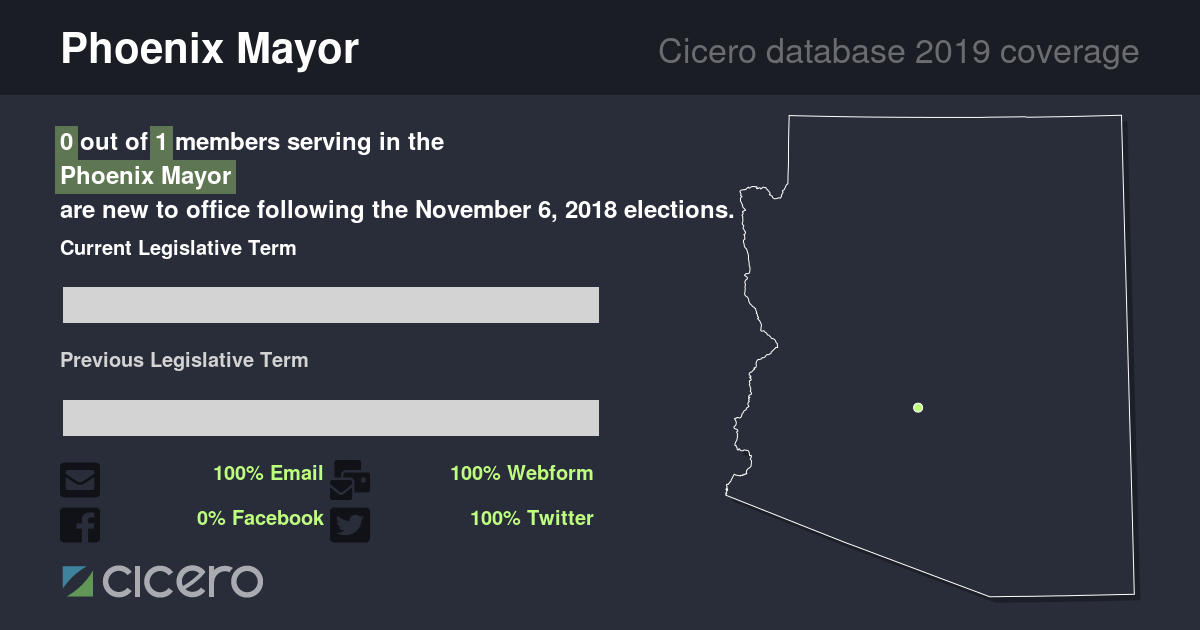 Phoenix Mayor
Cicero database 2019 coverage
0 out of 1 members serving in the
Phoenix Mayor
are new to office following the November 6, 2018 elections.
Current Legislative Term
Previous Legislative Term
100% Email
100% Webform
0% Facebook
100% Twitter
cicero